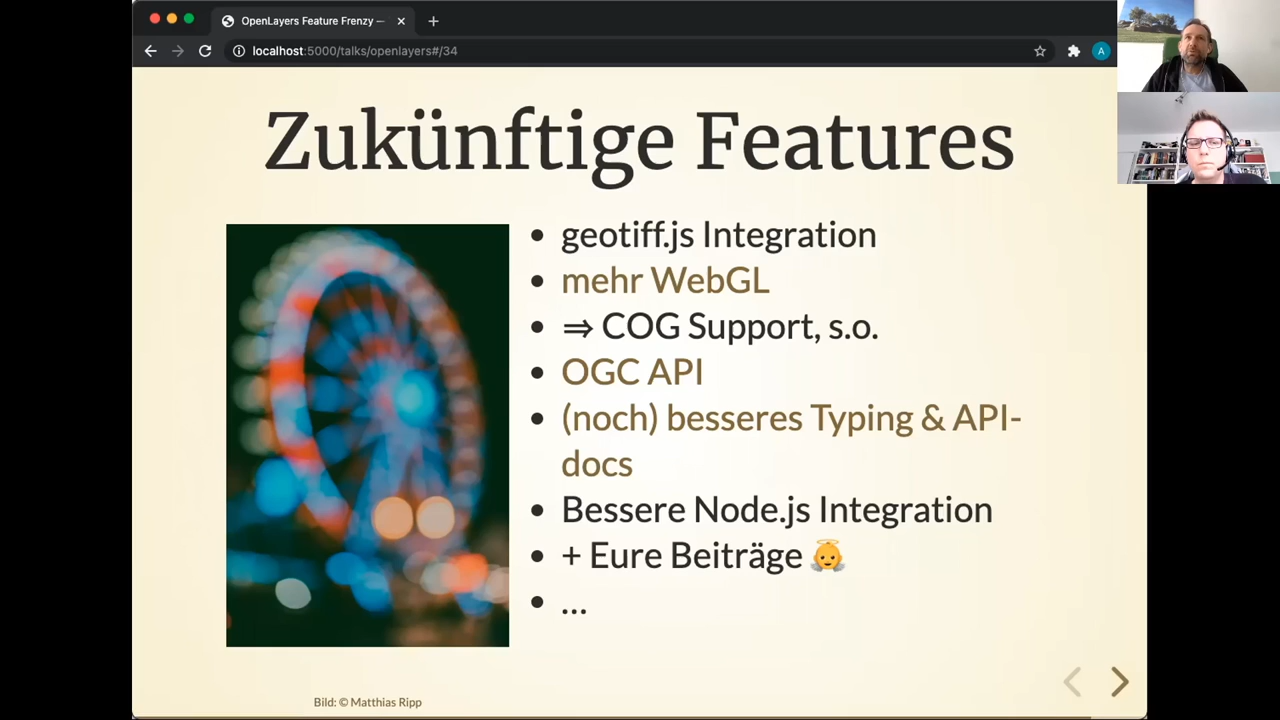 OpenLayers Feature Frenzy —
localhost:5000/talks/openlayers#/34
A
Zukünftige Features
geotiff.js Integration
mehr WebGL
⇒ COG Support, s.o.
OGC API
(noch) besseres Typing & API-
docs
Bessere Node.js Integration
+ Eure Beiträge 👼
...
Bild: © Matthias Ripp